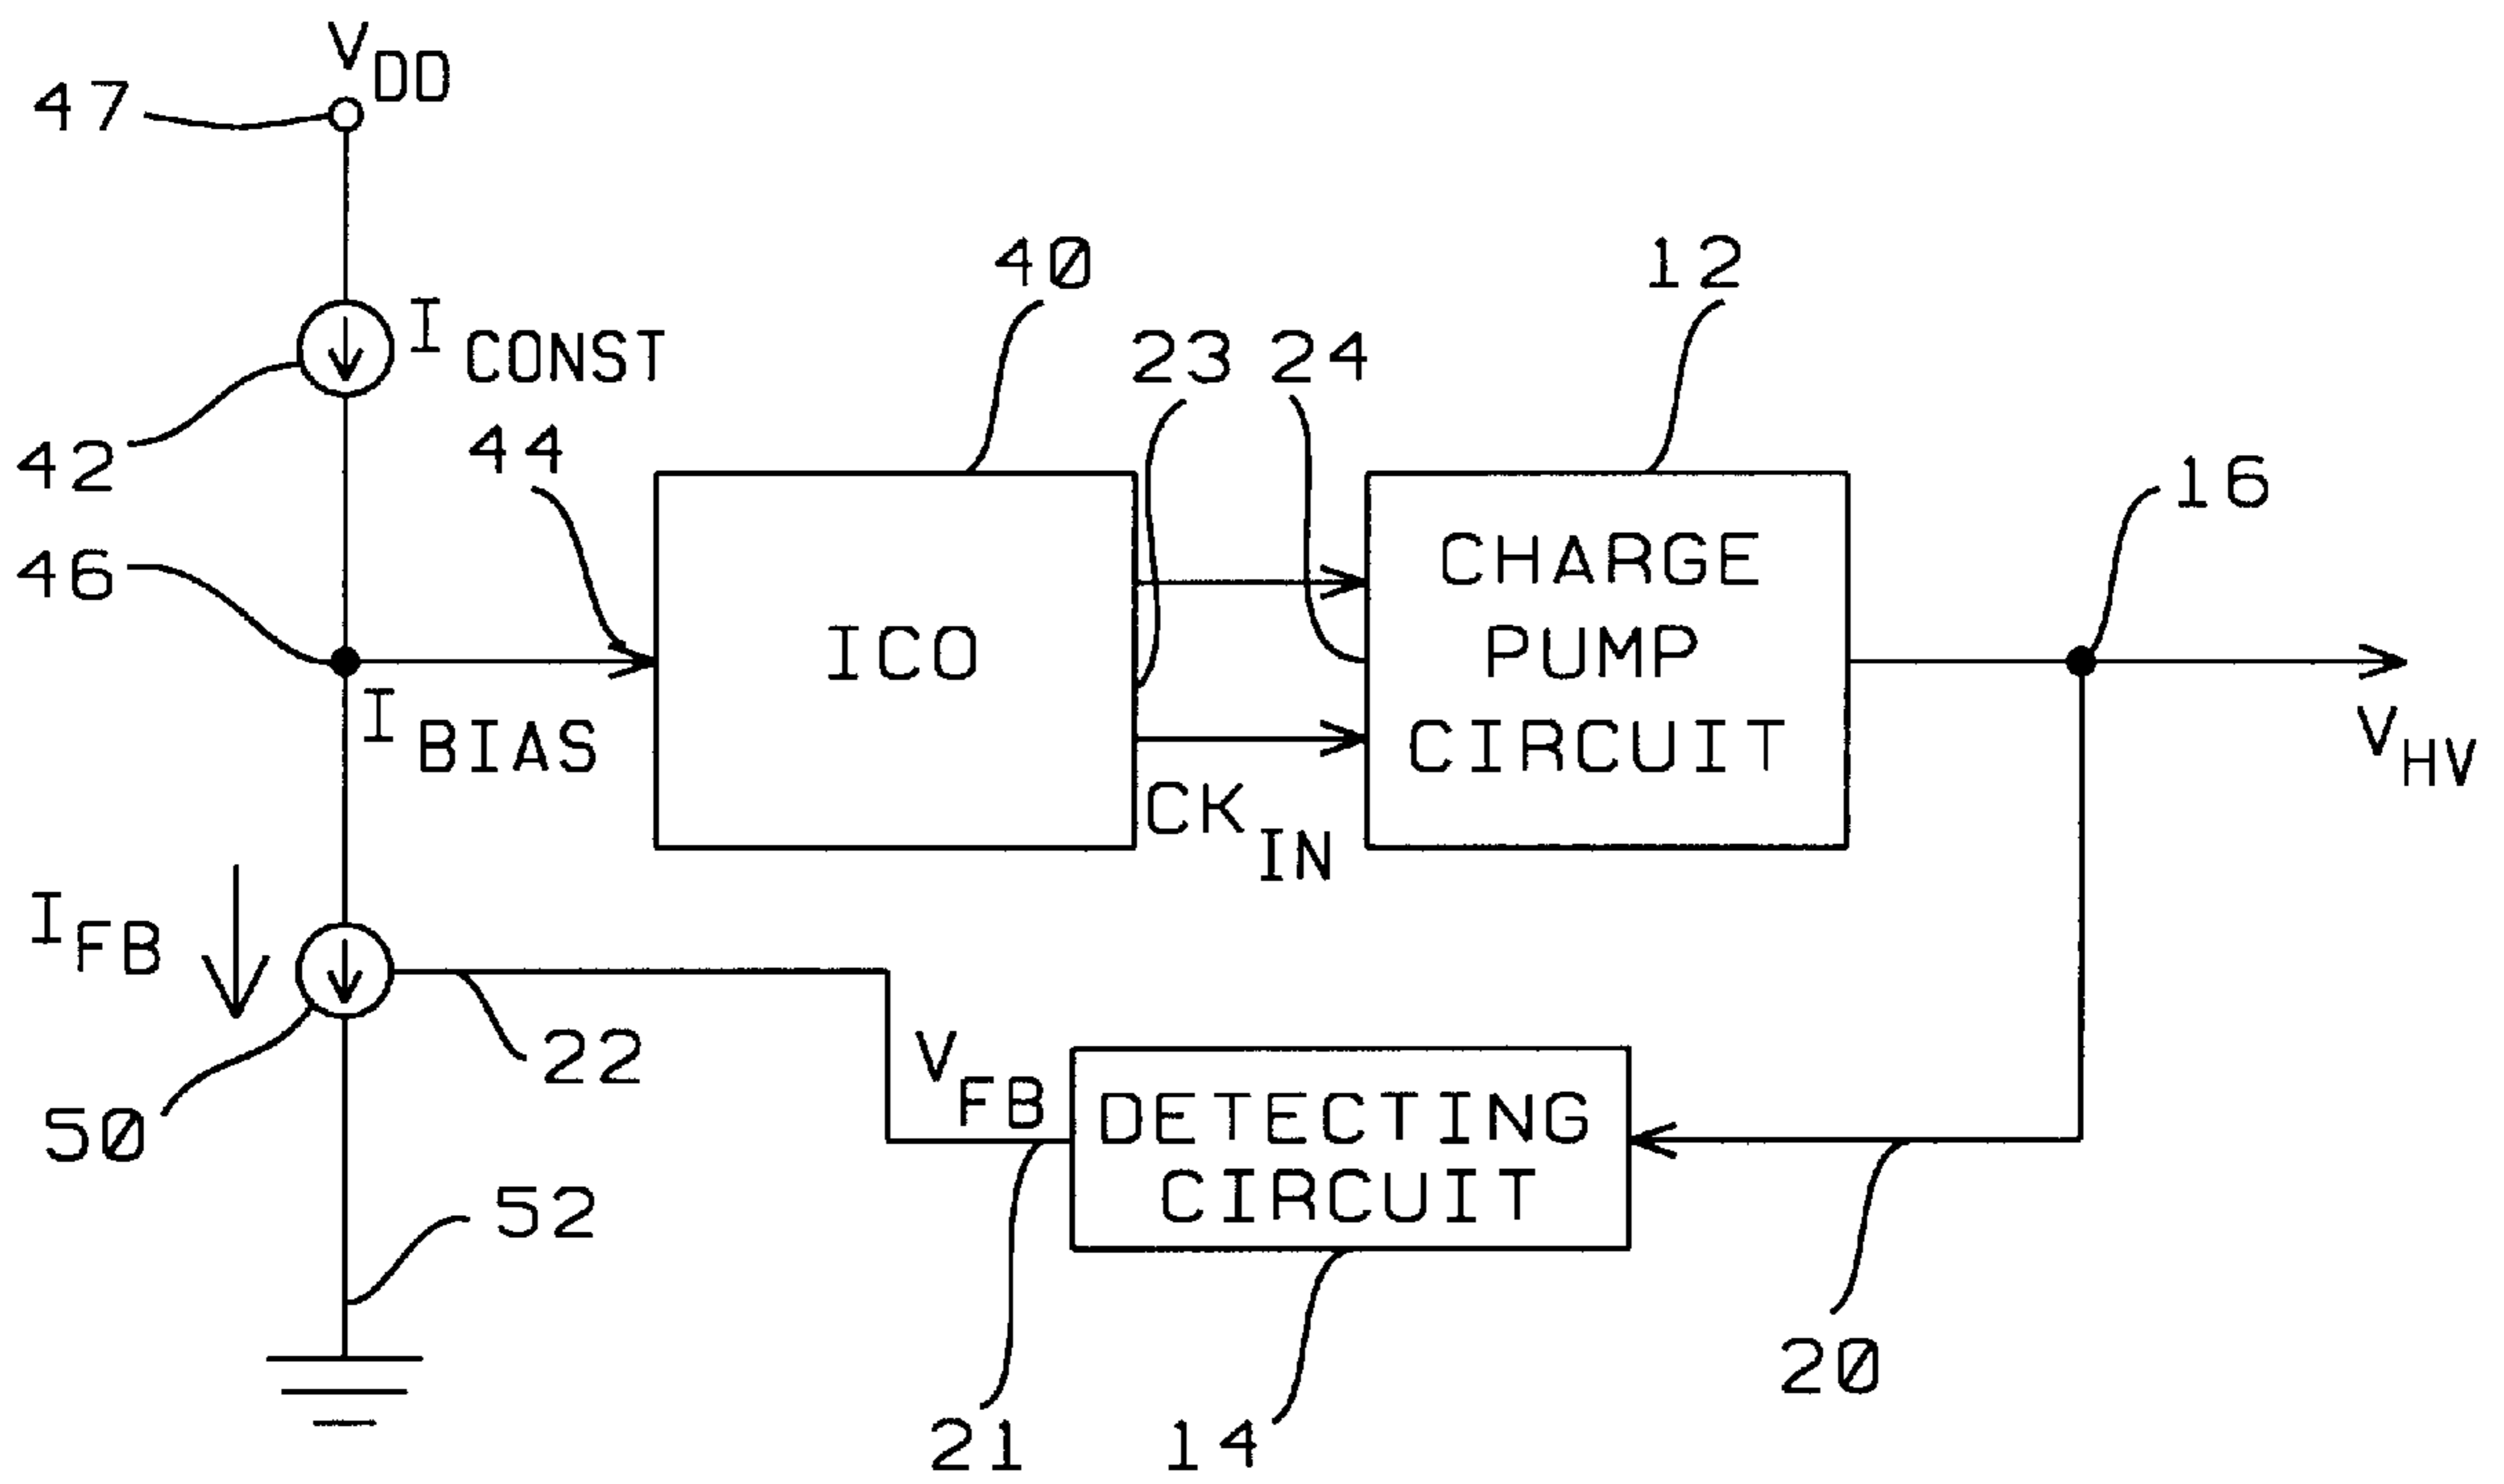 VDD
47
40
12
ICONST
23 24
42
44
16
46
CHARGE
PUMP
CIRCUIT
ICO
IBIAS
VHV
CKIN
IFB
22
VFB
DETECTING
CIRCUIT
50
52
20
21
14